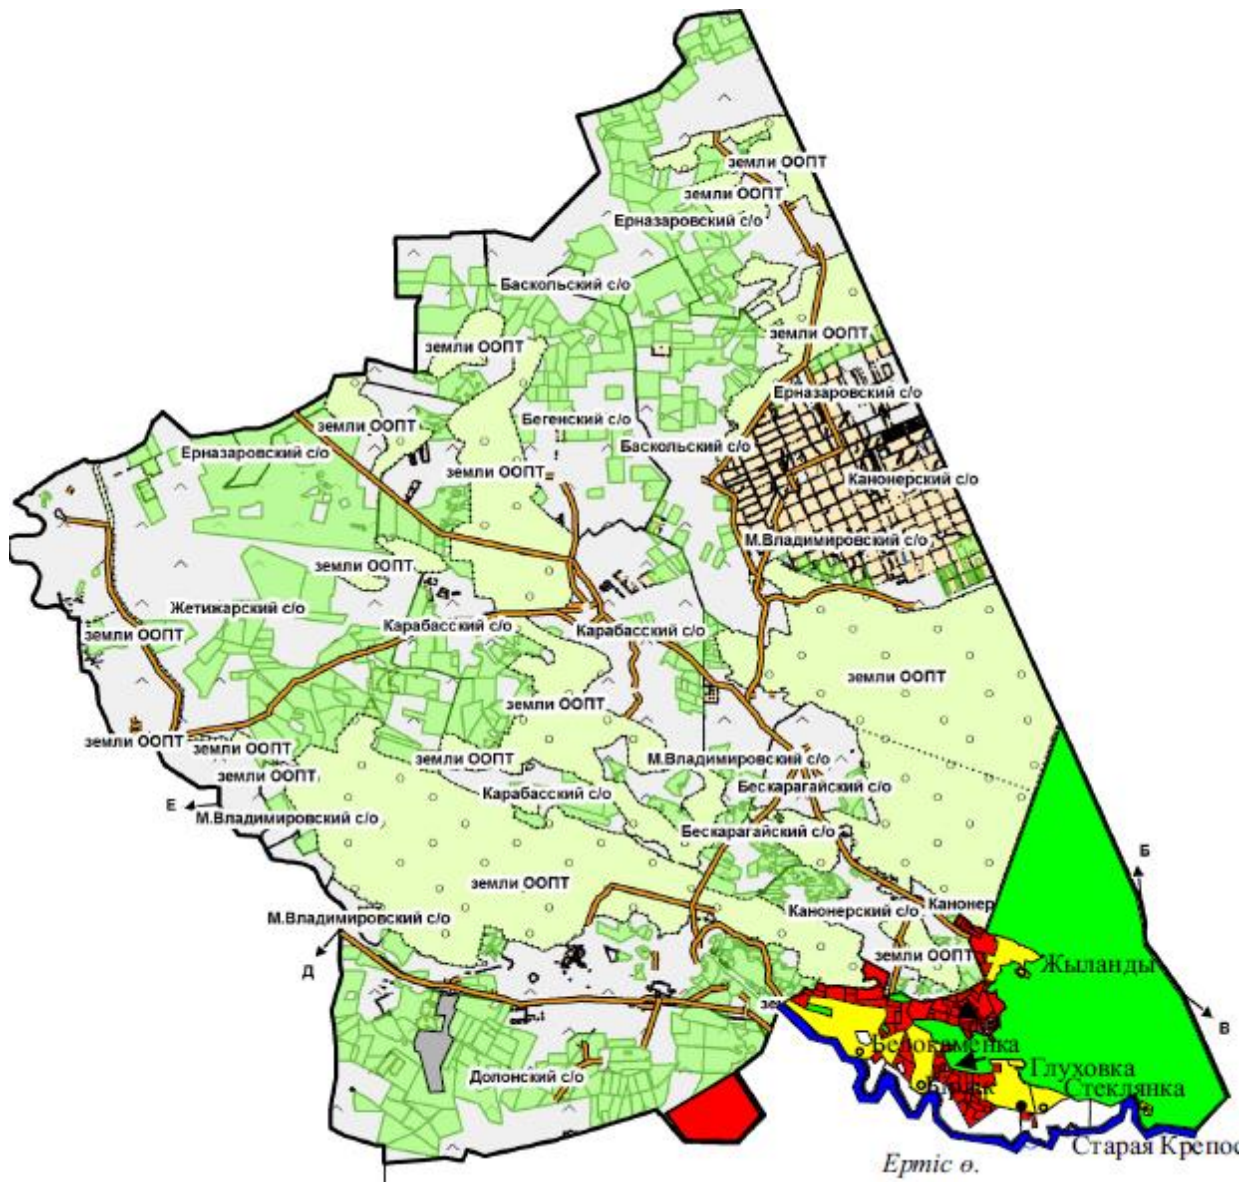 земли ООПТ
земли ООПТ
Ерназаровский с/о
Баскольский с/о
земли ООПТ
земли ООПТ
Ерназаровский с/о
земли ООПТ
Бегенский с/о
Баскольский с/о
Ерназаровский с/о
земли ООПТ
Канонерский с/о
М.Владимировский с/о
земли ООПТ
Жетижарский с/о
земли ООПТ
Карабасский с/о
Карабасский с/о
земли ООПТ
земли ООПТ
земли ООПТ
земли ООПТ
земли ООПТ
земли ООПТ
М.Владимировский с/о
Бескарагайский с/о
Карабасский с/о
Е
М.Владимировский с/о
Бескарагайский с/о
Б
земли ООПТ
М.Владимировский с/о
Канонерский с/о
Канонер
Д
земли ООПТ
Жыланды
В
зем
Белокаменка
Глуховка
Долонский с/о
Стеклянка
Старая Крепос
Ертіс ө.